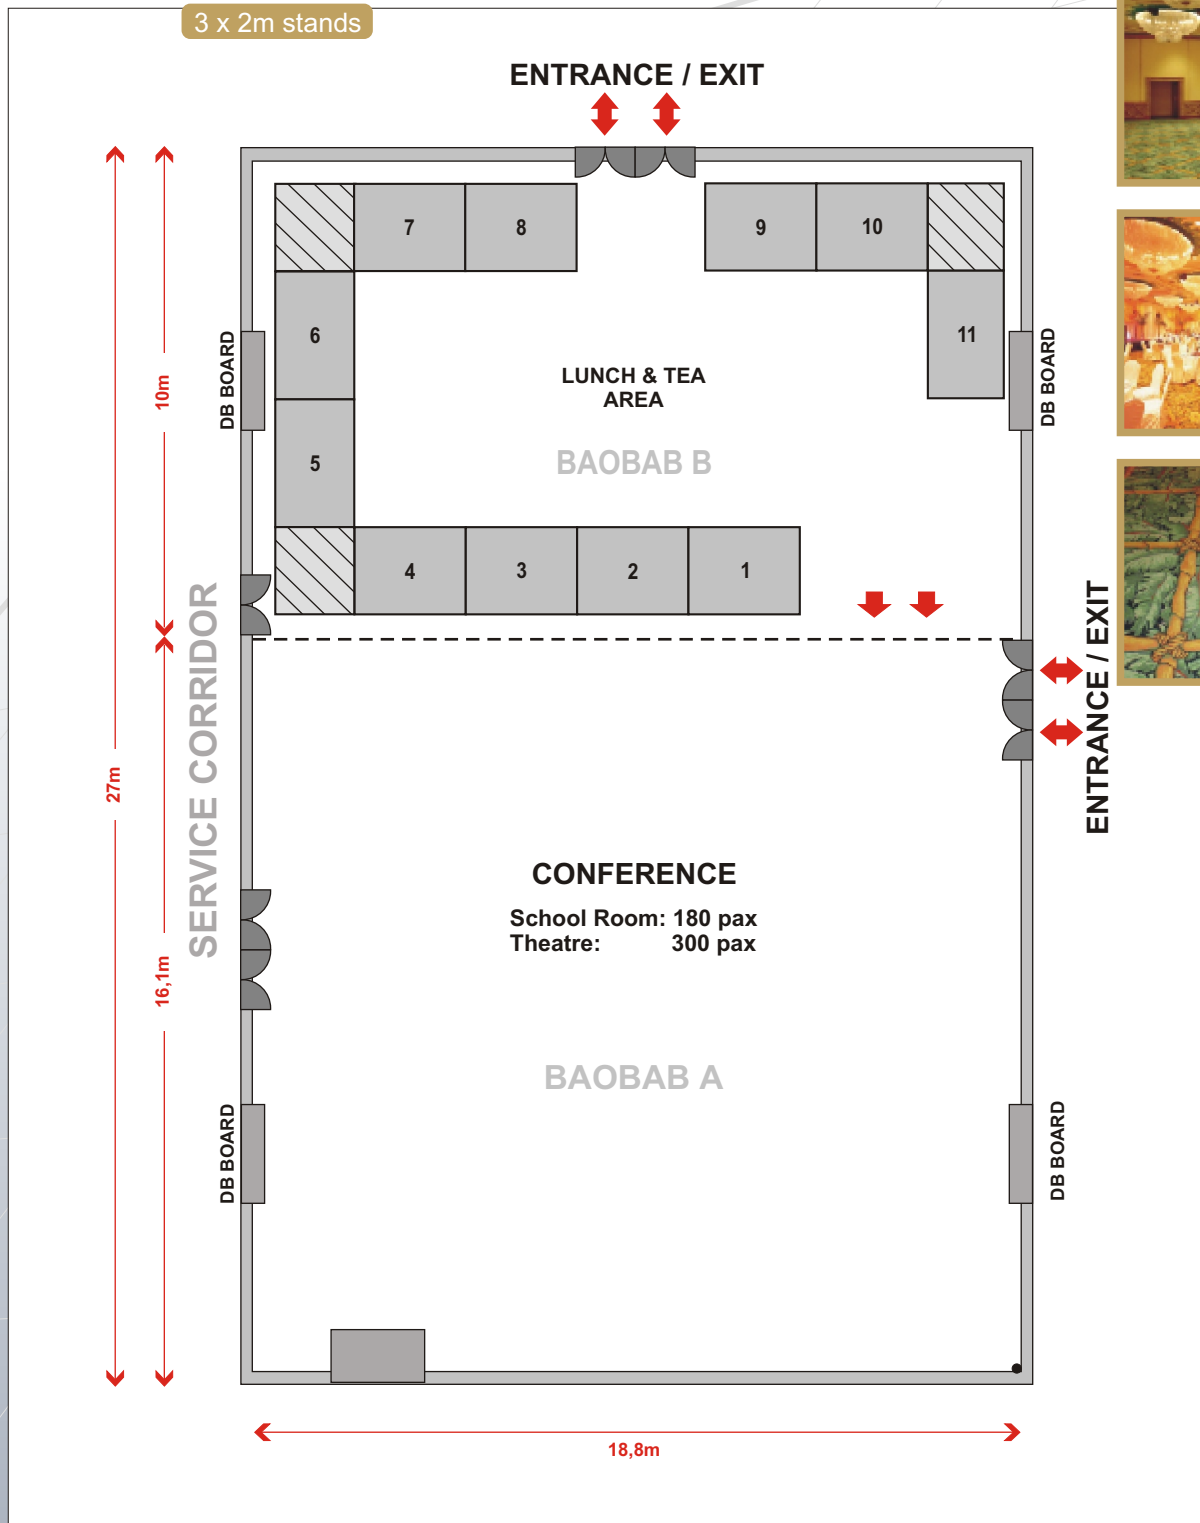 3 x 2m stands
ENTRANCE / EXIT
7
8
9
10
6
11
DB BOARD
DB BOARD
10m
LUNCH & TEA
AREA
BAOBAB B
5
4
3
2
1
SERVICE CORRIDOR
ENTRANCE / EXIT
27m
CONFERENCE
School Room: 180 pax
Theatre: 300 pax
16,1m
BAOBAB A
DB BOARD
DB BOARD
18,8m